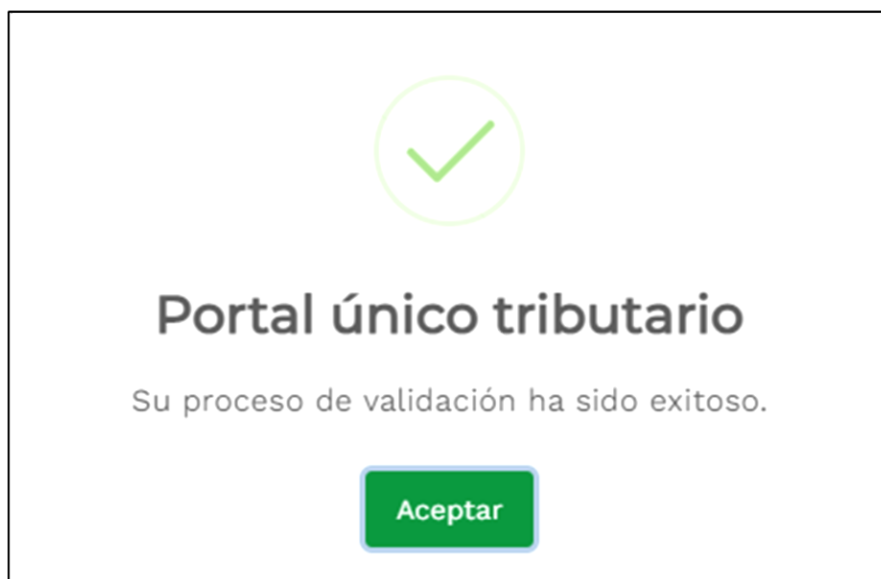 Portal único tributario
Su proceso de validación ha sido exitoso.
Aceptar